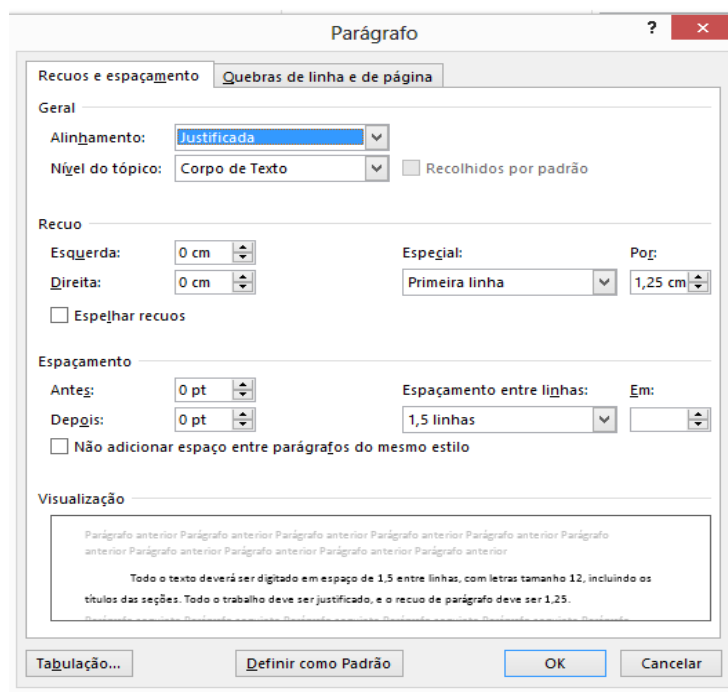 Parágrafo ?
Recuos e espaçamento Quebras de linha e de página
Geral
Alinhamento: Justificada
Nível do tópico: Corpo de Texto Recolhidos por padrão
Recuo
Esquerda: 0 cm Especial: Por:
Direita: 0 cm Primeira linha 1,25 cm
Espelhar recuos
Espaçamento
Antes: 0 pt Espaçamento entre linhas: Em:
Depois: 0 pt 1,5 linhas
Não adicionar espaço entre parágrafos do mesmo estilo
Visualização
Parágrafo anterior Parágrafo anterior Parágrafo anterior Parágrafo anterior Parágrafo anterior Parágrafo
anterior Parágrafo anterior Parágrafo anterior Parágrafo anterior Parágrafo anterior
Todo o texto deverá ser digitado em espaço de 1,5 entre linhas, com letras tamanho 12, incluindo os
títulos das seções. Todo o trabalho deve ser justificado, e o recuo de parágrafo deve ser 1,25.
Tabulação... Definir como Padrão OK Cancelar